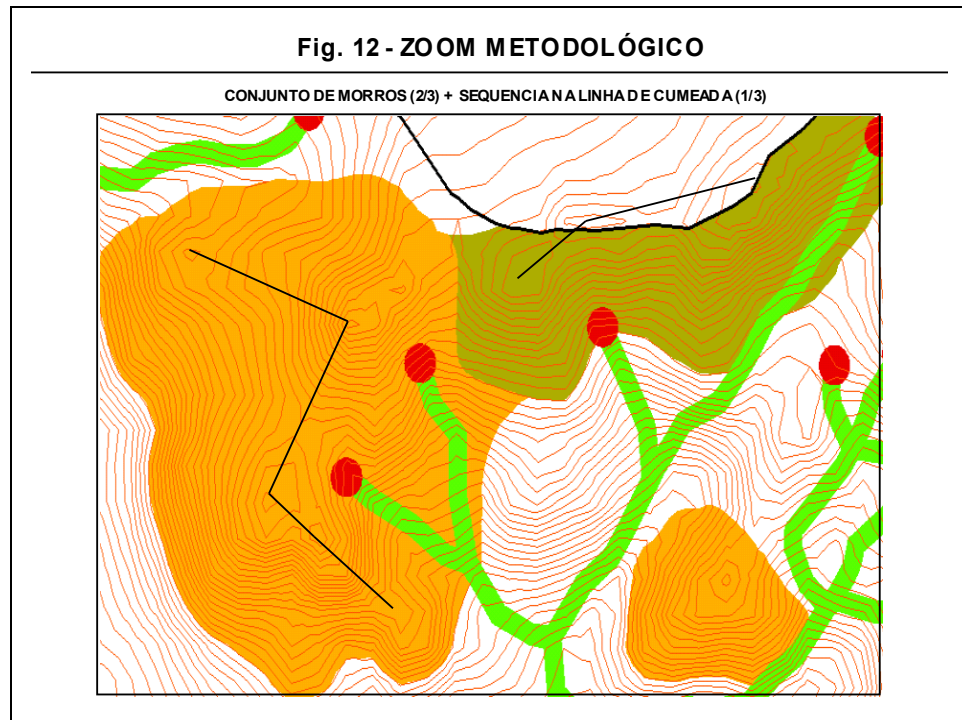 Fig. 12 - ZOOM METODOLÓGICO
CONJUNTO DE MORROS (2/3) + SEQUENCIA NA LINHA DE CUMEADA (1/3)